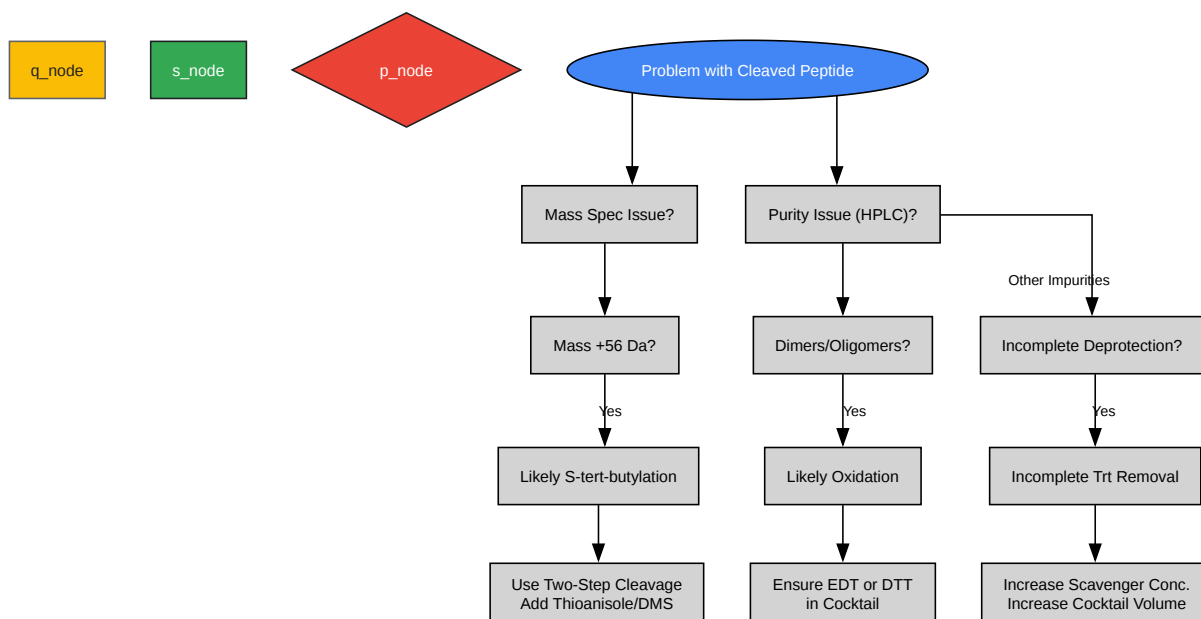 q_node
s_node
p_node
Problem with Cleaved Peptide
Mass Spec Issue?
Purity Issue (HPLC)?
Other Impurities
Mass +56 Da?
Dimers/Oligomers?
Incomplete Deprotection?
Yes
Yes
Yes
Likely S-tert-butylation
Likely Oxidation
Incomplete Trt Removal
Use Two-Step Cleavage
Add Thioanisole/DMS
Ensure EDT or DTT
in Cocktail
Increase Scavenger Conc.
Increase Cocktail Volume